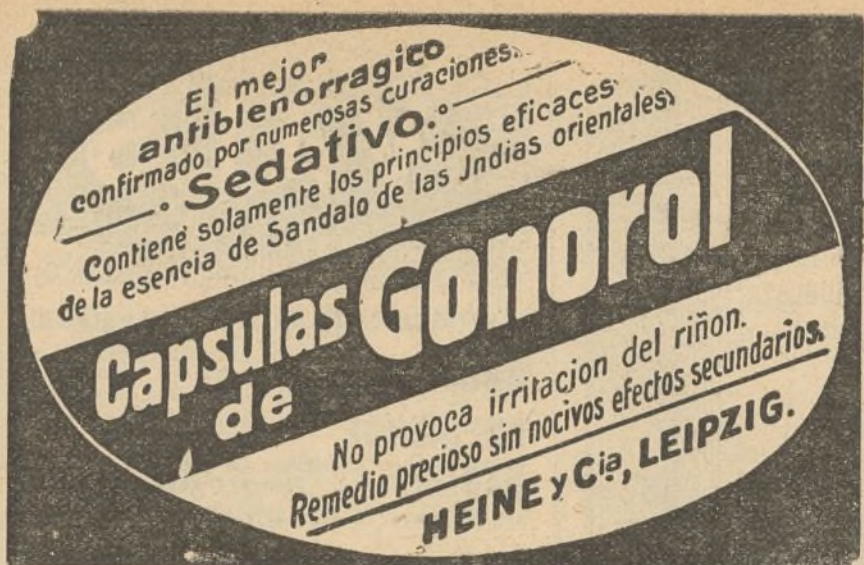 El mejor
antiblenorragico
confirmado por numerosas curaciones.
Sedativo.
Contiene solamente los principios eficaces
de la esencia de Sandalo de las Jndias orientales
Capsulas Gonorol
de
No provoca irritacion del riñon.
Remedio precioso sin nocivos efectos secundarios.
HEINE y Cia, LEIPZIG.